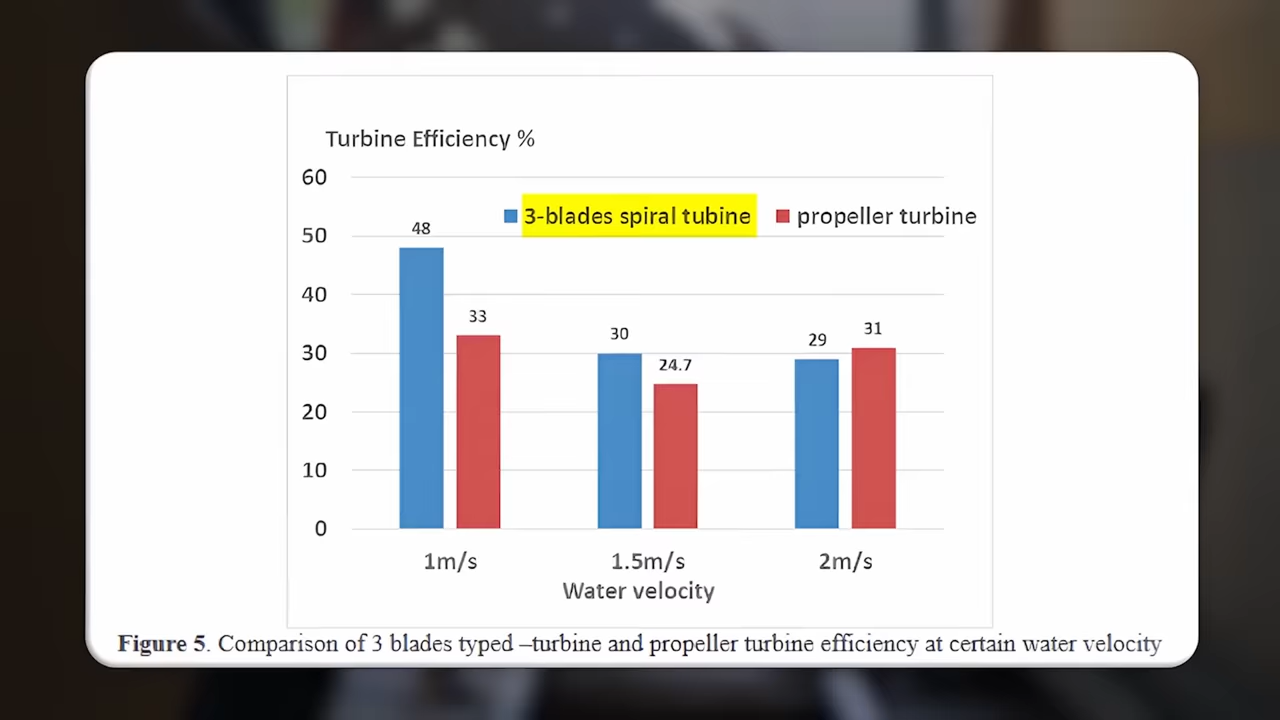 Turbine Efficiency %
60
3-blades spiral tubine propeller turbine
50
48
40
33
30
30
24.7
29
31
20
10
0
1m/s 1.5m/s 2m/s
Water velocity
Figure 5. Comparison of 3 blades typed –turbine and propeller turbine efficiency at certain water velocity